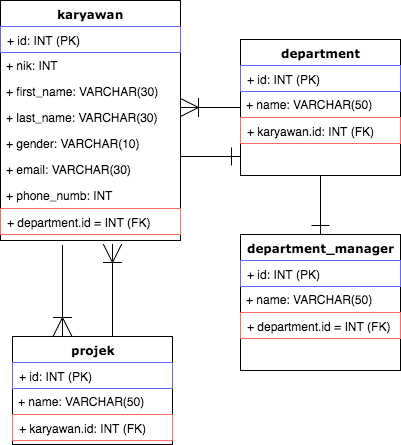 karyawan
+ id: INT (PK)
+ nik: INT
+ first_name: VARCHAR(30)
+ last_name: VARCHAR(30)
+ gender: VARCHAR(10)
+ email: VARCHAR(30)
+ phone_numb: INT
+ department.id = INT (FK)
department
+ id: INT (PK)
+ name: VARCHAR(50)
+ karyawan.id: INT (FK)
department_manager
+ id: INT (PK)
+ name: VARCHAR(50)
+ department.id = INT (FK)
projek
+ id: INT (PK)
+ name: VARCHAR(50)
+ karyawan.id: INT (FK)